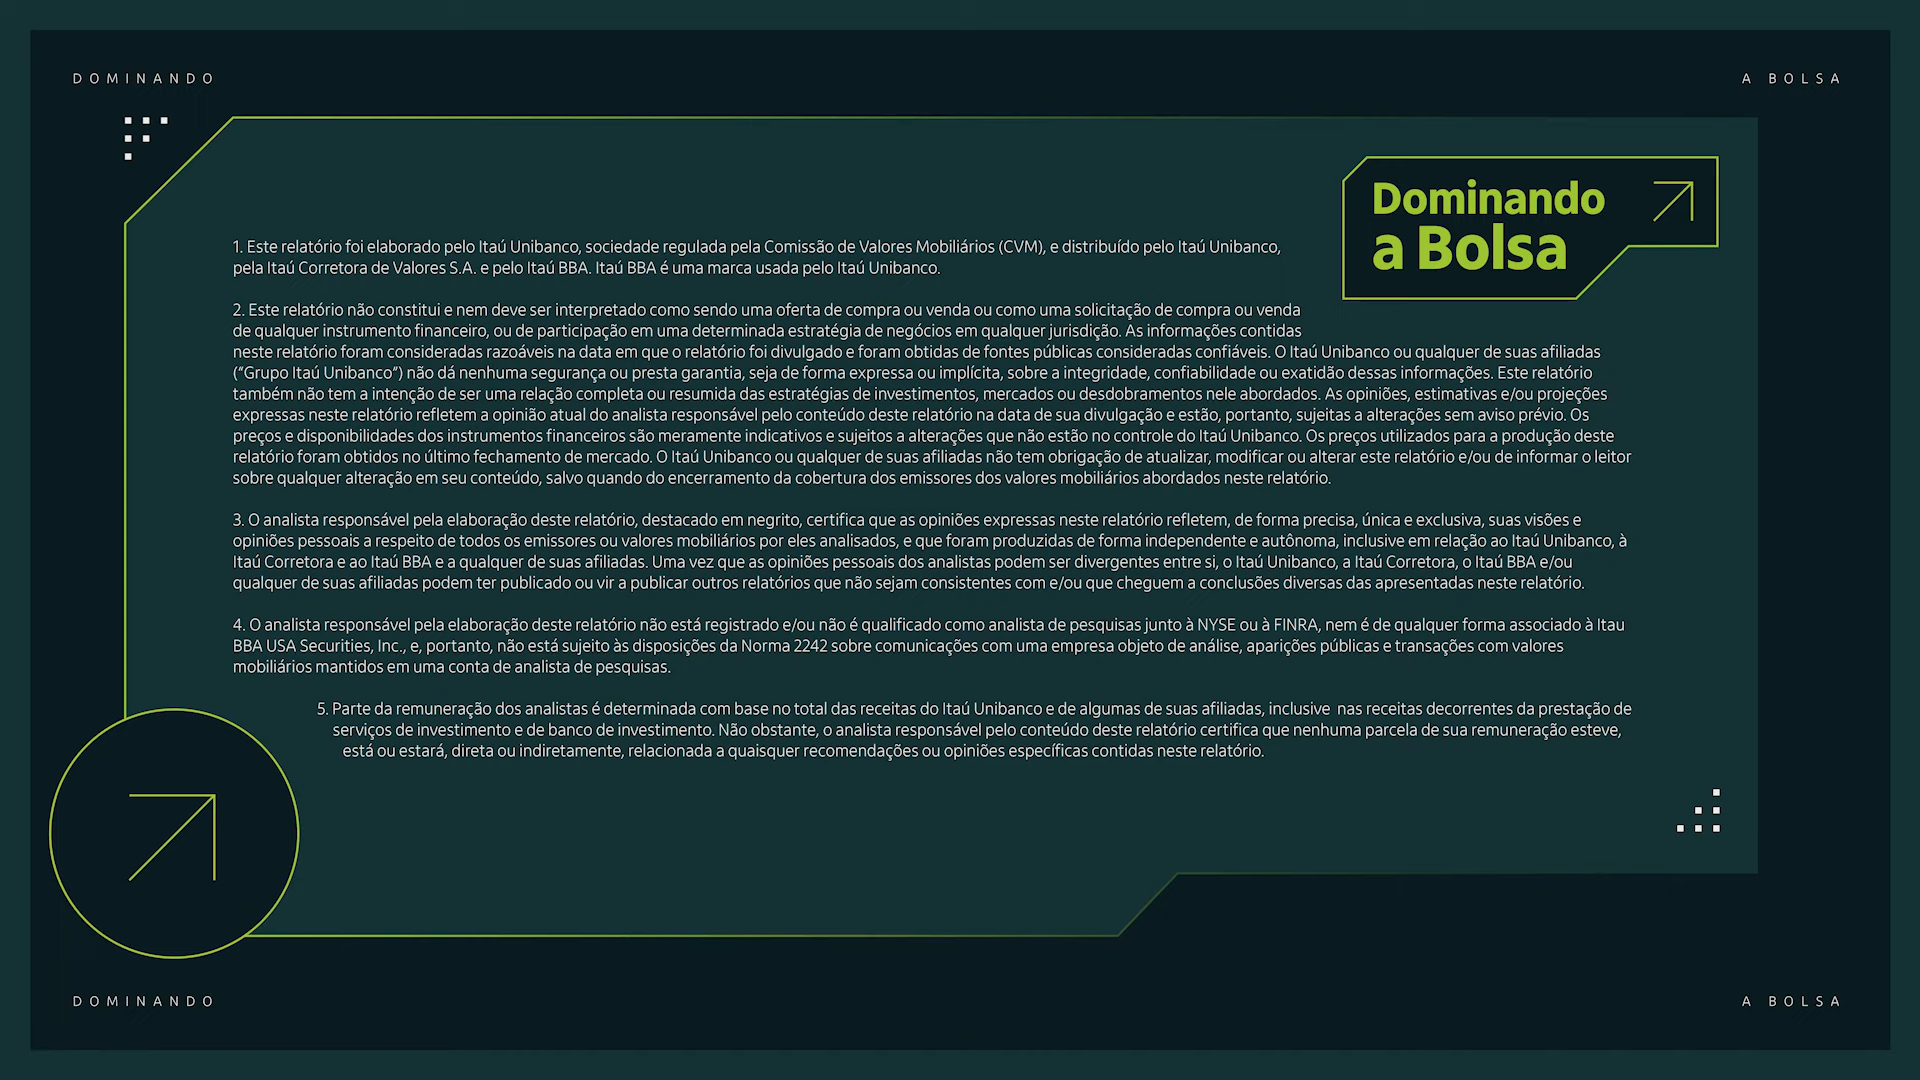 DOMINANDO
A BOLSA
Dominando
a Bolsa
1. Este relatório foi elaborado pelo Itaú Unibanco, sociedade regulada pela Comissão de Valores Mobiliários (CVM), e distribuído pelo Itaú Unibanco,
pela Itaú Corretora de Valores S.A. e pelo Itaú BBA. Itaú BBA é uma marca usada pelo Itaú Unibanco.
2. Este relatório não constitui e nem deve ser interpretado como sendo uma oferta de compra ou venda ou como uma solicitação de compra ou venda
de qualquer instrumento financeiro, ou de participação em uma determinada estratégia de negócios em qualquer jurisdição. As informações contidas
neste relatório foram consideradas razoáveis na data em que o relatório foi divulgado e foram obtidas de fontes públicas consideradas confiáveis. O Itaú Unibanco ou qualquer de suas afiliadas
(“Grupo Itaú Unibanco”) não dá nenhuma segurança ou presta garantia, seja de forma expressa ou implícita, sobre a integridade, confiabilidade ou exatidão dessas informações. Este relatório
também não tem a intenção de ser uma relação completa ou resumida das estratégias de investimentos, mercados ou desdobramentos nele abordados. As opiniões, estimativas e/ou projeções
expressas neste relatório refletem a opinião atual do analista responsável pelo conteúdo deste relatório na data de sua divulgação e estão, portanto, sujeitas a alterações sem aviso prévio. Os
preços e disponibilidades dos instrumentos financeiros são meramente indicativos e sujeitos a alterações que não estão no controle do Itaú Unibanco. Os preços utilizados para a produção deste
relatório foram obtidos no último fechamento de mercado. O Itaú Unibanco ou qualquer de suas afiliadas não tem obrigação de atualizar, modificar ou alterar este relatório e/ou de informar o leitor
sobre qualquer alteração em seu conteúdo, salvo quando do encerramento da cobertura dos emissores dos valores mobiliários abordados neste relatório.
3. O analista responsável pela elaboração deste relatório, destacado em negrito, certifica que as opiniões expressas neste relatório refletem, de forma precisa, única e exclusiva, suas visões e
opiniões pessoais a respeito de todos os emissores ou valores mobiliários por eles analisados, e que foram produzidas de forma independente e autônoma, inclusive em relação ao Itaú Unibanco, à
Itaú Corretora e ao Itaú BBA e a qualquer de suas afiliadas. Uma vez que as opiniões pessoais dos analistas podem ser divergentes entre si, o Itaú Unibanco, a Itaú Corretora, o Itaú BBA e/ou
qualquer de suas afiliadas podem ter publicado ou vir a publicar outros relatórios que não sejam consistentes com e/ou que cheguem a conclusões diversas das apresentadas neste relatório.
4. O analista responsável pela elaboração deste relatório não está registrado e/ou não é qualificado como analista de pesquisas junto à NYSE ou à FINRA, nem é de qualquer forma associado à Itau
BBA USA Securities, Inc., e, portanto, não está sujeito às disposições da Norma 2242 sobre comunicações com uma empresa objeto de análise, aparições públicas e transações com valores
mobiliários mantidos em uma conta de analista de pesquisas.
5. Parte da remuneração dos analistas é determinada com base no total das receitas do Itaú Unibanco e de algumas de suas afiliadas, inclusive nas receitas decorrentes da prestação de
serviços de investimento e de banco de investimento. Não obstante, o analista responsável pelo conteúdo deste relatório certifica que nenhuma parcela de sua remuneração esteve,
está ou estará, direta ou indiretamente, relacionada a quaisquer recomendações ou opiniões específicas contidas neste relatório.
DOMINANDO
A BOLSA